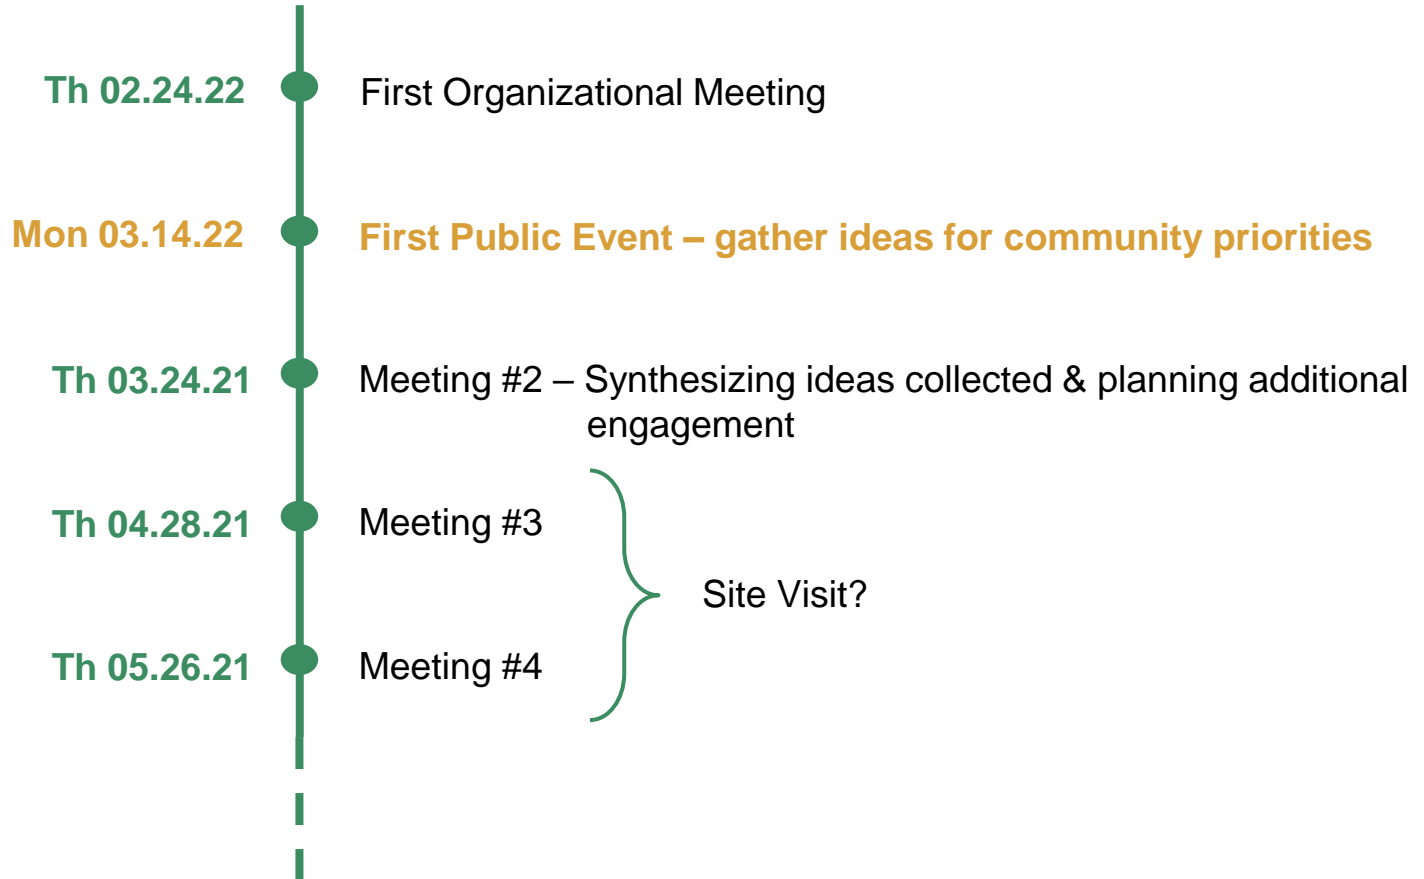 Th 02.24.22 First Organizational Meeting
Mon 03.14.22 First Public Event – gather ideas for community priorities
Th 03.24.21 Meeting #2 – Synthesizing ideas collected & planning additional
engagement
Th 04.28.21 Meeting #3
Site Visit?
Th 05.26.21 Meeting #4